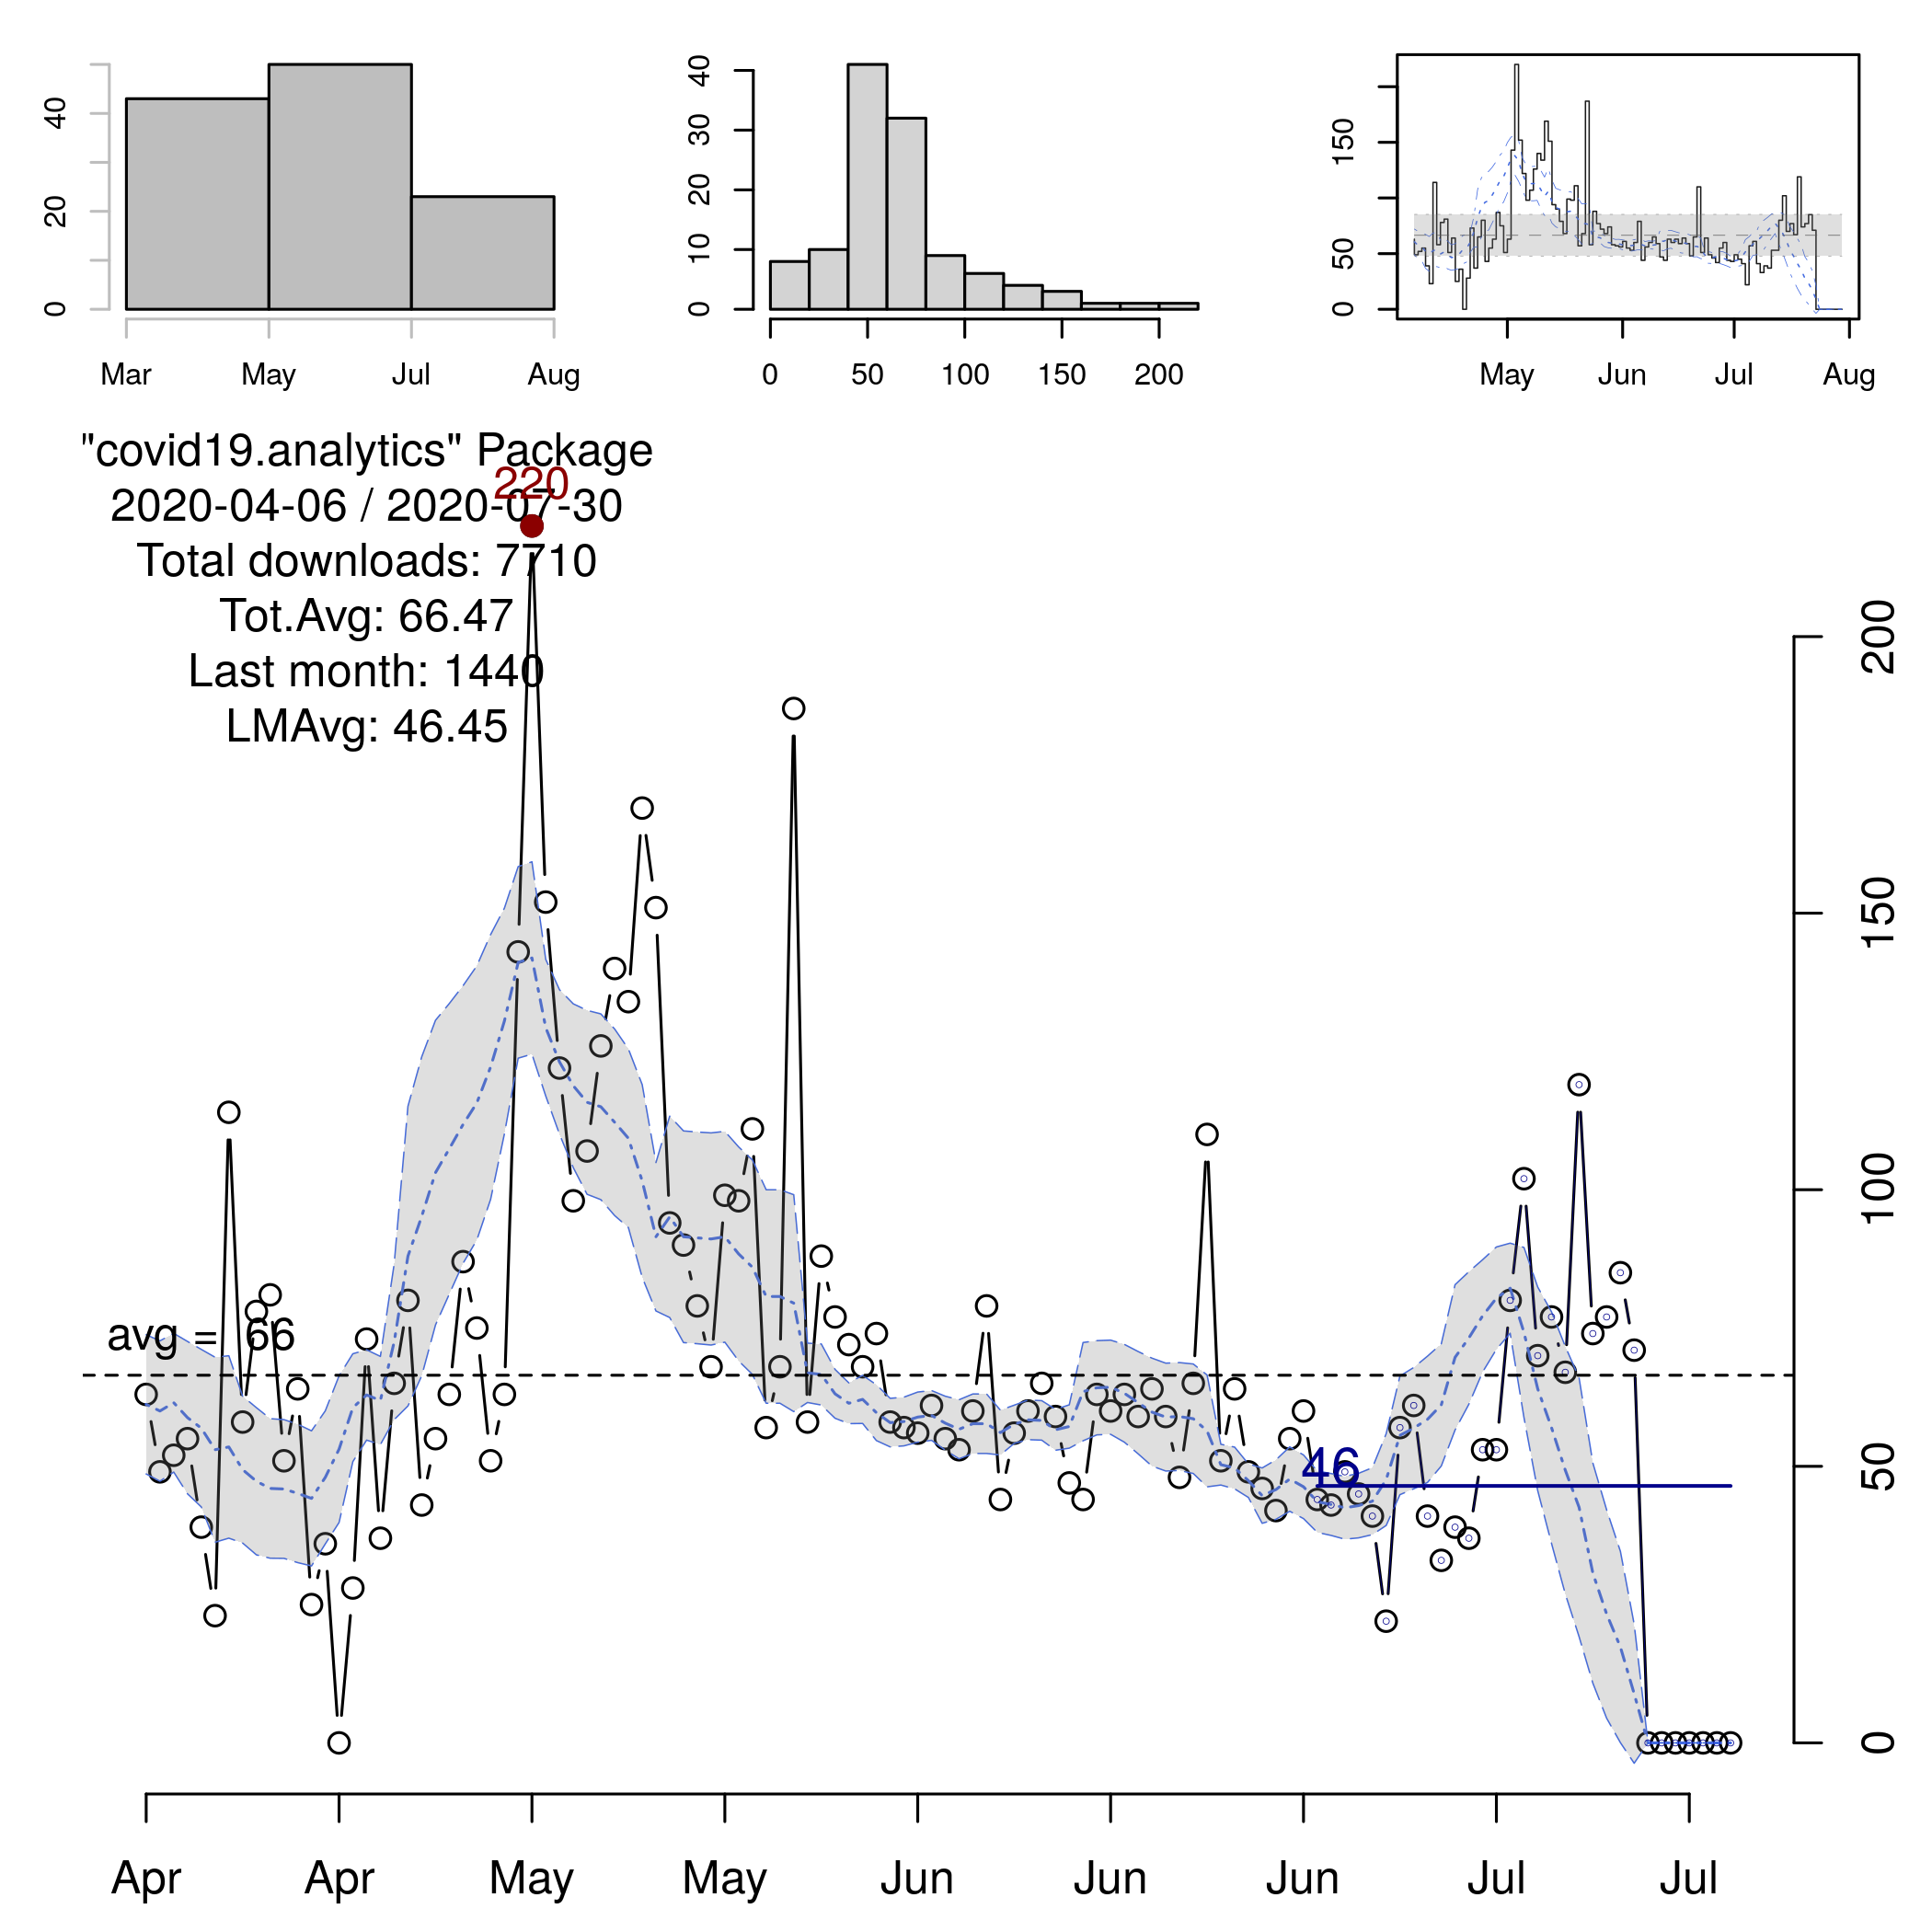 40
20
0
Mar May Jul Aug
40
30
20
10
0
0 50 100 150 200
150
50
0
May Jun Jul Aug
"covid19.analytics" Package
220
2020-04-06 / 2020-07-30
Total downloads: 7710
Tot.Avg: 66.47
Last month: 1440
LMAvg: 46.45
avg = 66
46
200
150
100
50
0
Apr Apr May May Jun Jun Jun Jul Jul